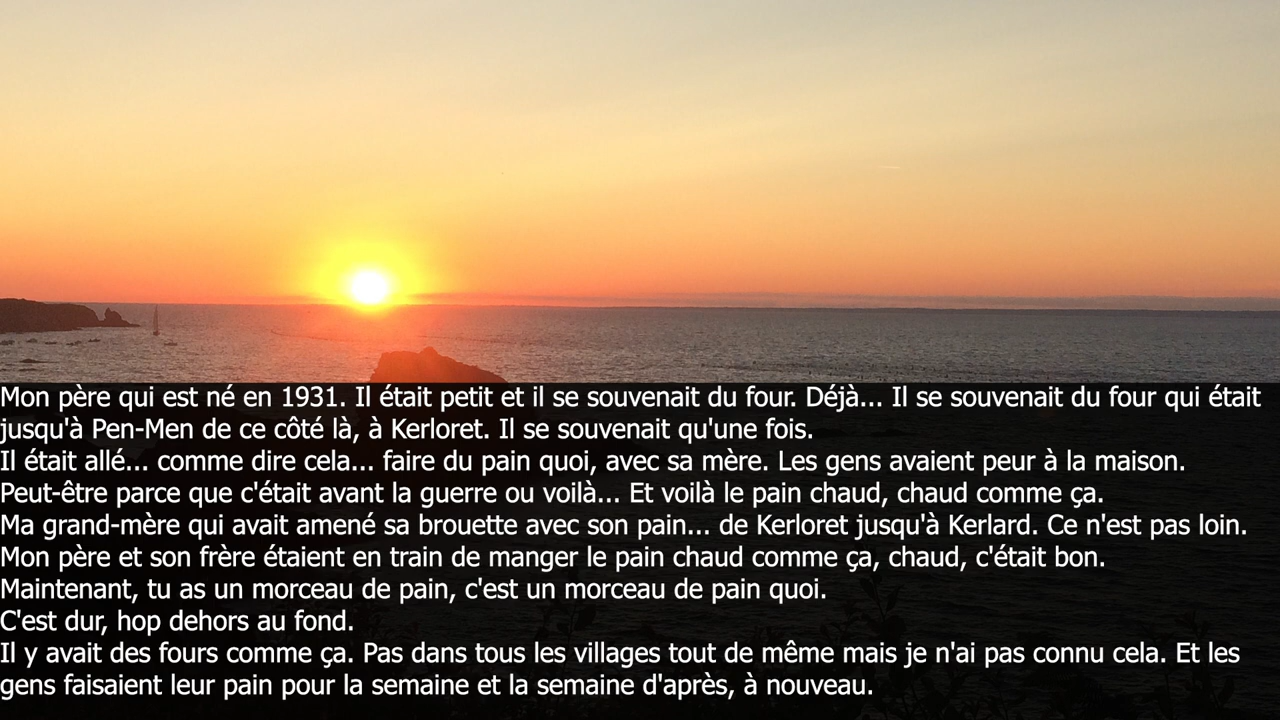 Mon père qui est né en 1931. Il était petit et il se souvenait du four. Déjà... Il se souvenait du four qui était
jusqu'à Pen-Men de ce côté là, à Kerloret. Il se souvenait qu'une fois.
Il était allé... comme dire cela... faire du pain quoi, avec sa mère. Les gens avaient peur à la maison.
Peut-être parce que c'était avant la guerre ou voilà... Et voilà le pain chaud, chaud comme ça.
Ma grand-mère qui avait amené sa brouette avec son pain... de Kerloret jusqu'à Kerlard. Ce n'est pas loin.
Mon père et son frère étaient en train de manger le pain chaud comme ça, chaud, c'était bon.
Maintenant, tu as un morceau de pain, c'est un morceau de pain quoi.
C'est dur, hop dehors au fond.
Il y avait des fours comme ça. Pas dans tous les villages tout de même mais je n'ai pas connu cela. Et les
gens faisaient leur pain pour la semaine et la semaine d'après, à nouveau.